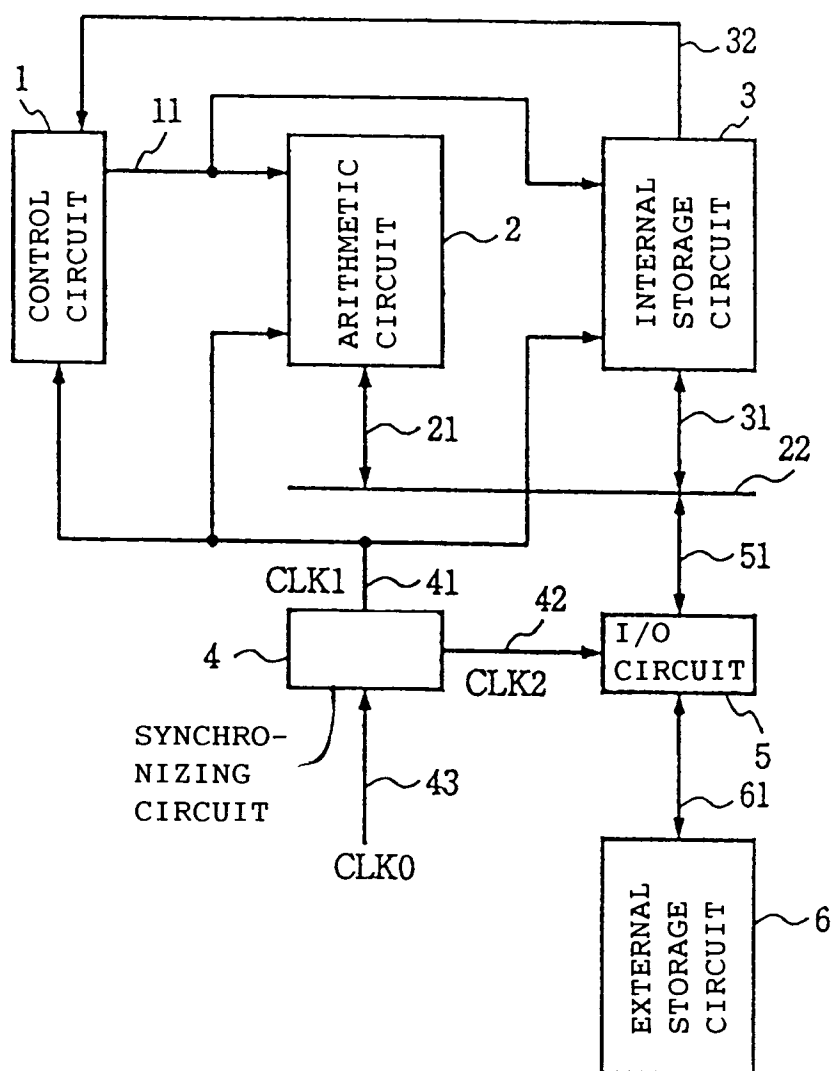 32
1
11
3
CONTROL
CIRCUIT
ARITHMETIC
CIRCUIT
2
INTERNAL
STORAGE
CIRCUIT
21
31
22
CLK1
41
51
42
4
I/O
CIRCUIT
CLK2
SYNCHRO-
NIZING
CIRCUIT
43
5
61
CLK0
EXTERNAL
STORAGE
CIRCUIT
6